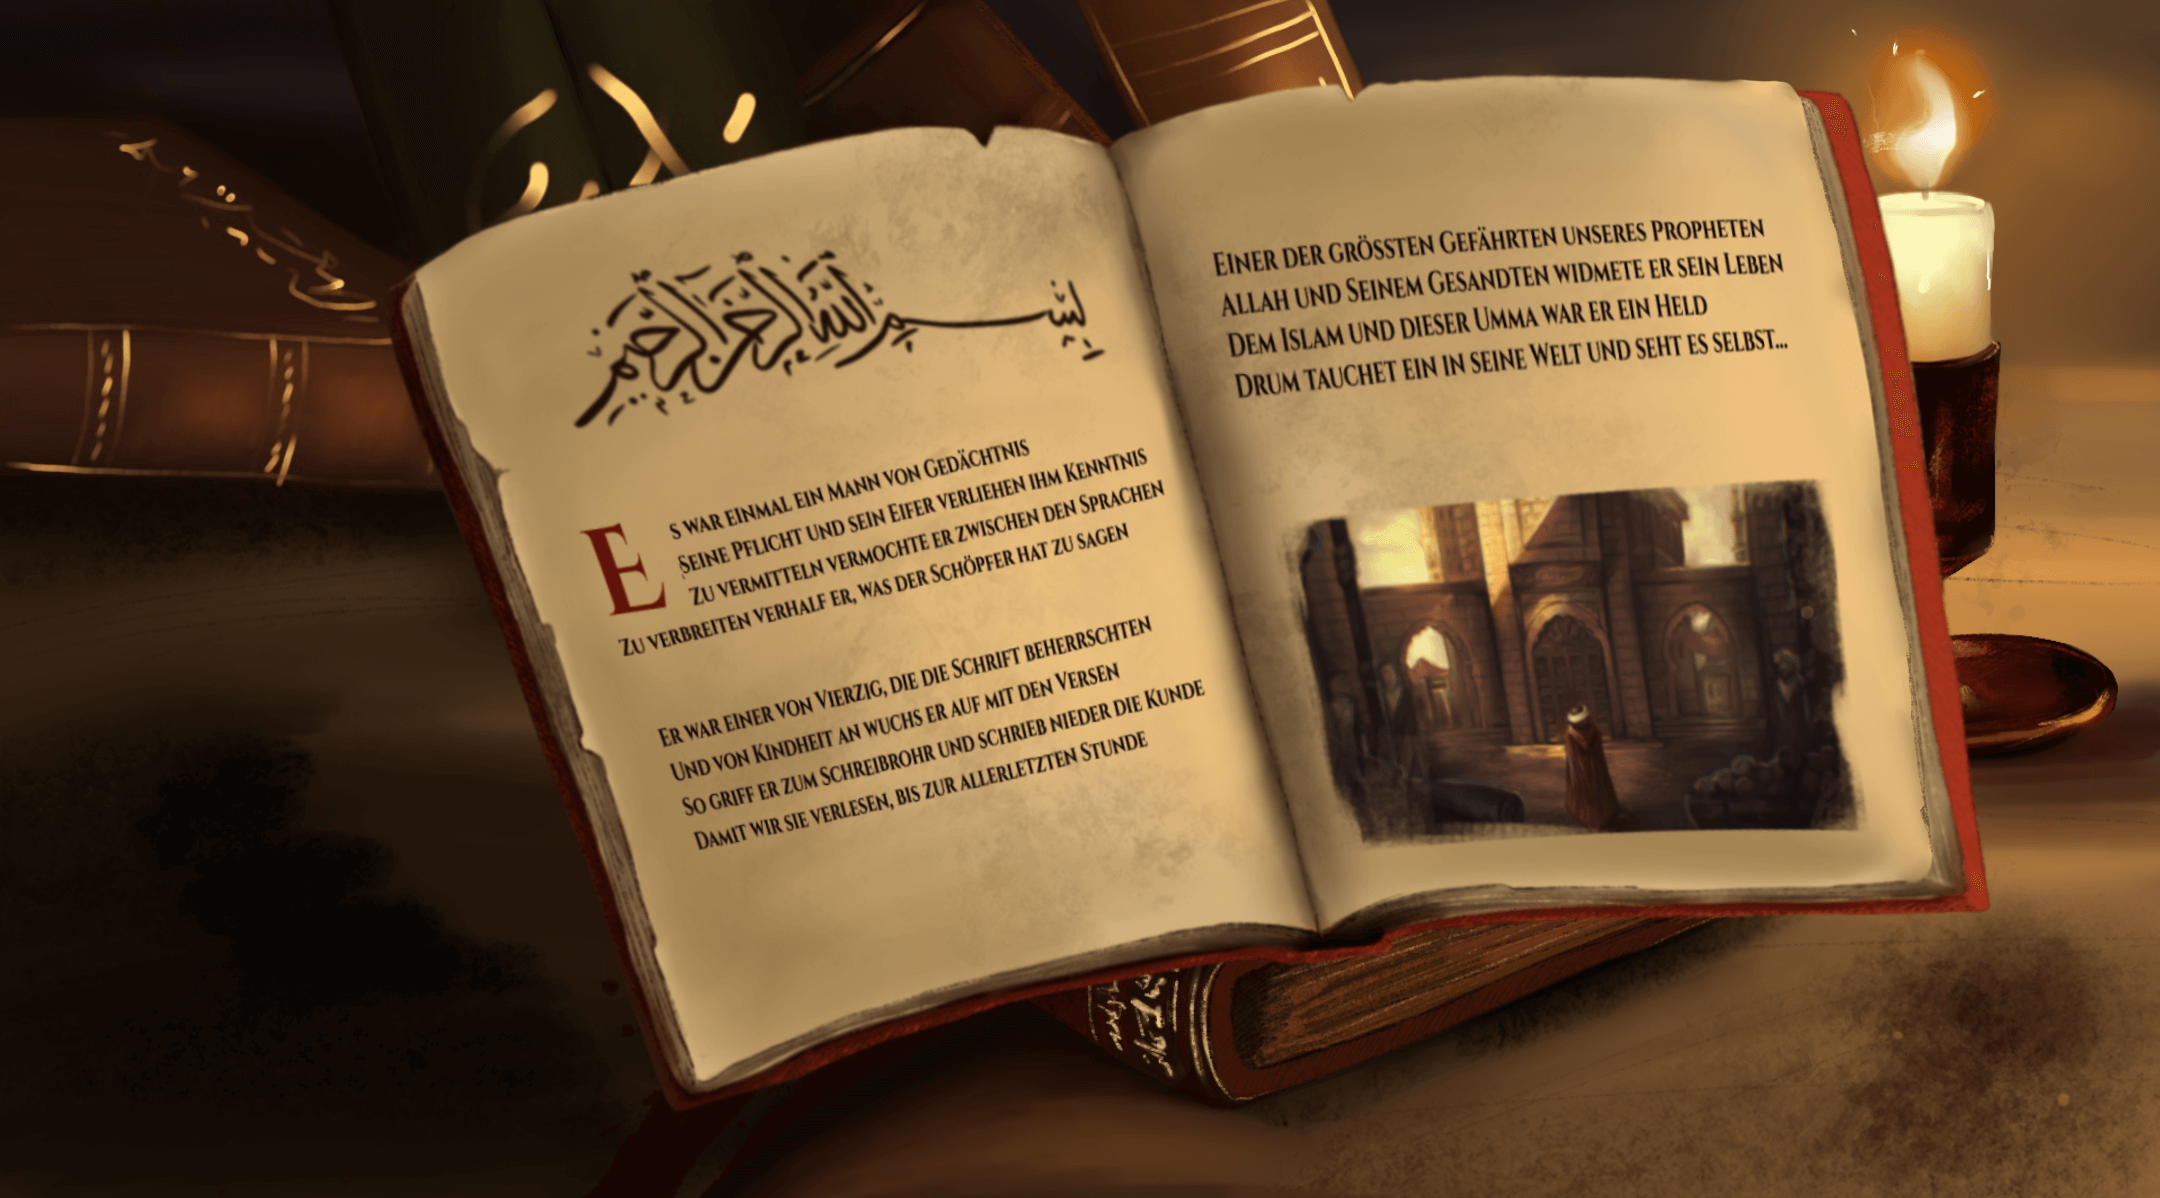 بِسْمِ اللَّهِ الرَّحْمَٰنِ الرَّحِيمِ
ES WAR EINMAL EIN MANN VON GEDÄCHTNIS
SEINE PFLICHT UND SEIN EIFER VERLIEHEN IHM KENNTNIS
ZU VERMITTELN VERMOCHTE ER ZWISCHEN DEN SPRACHEN
ZU VERBREITEN VERHALF ER, WAS DER SCHÖPFER HAT ZU SAGEN
ER WAR EINER VON VIERZIG, DIE DIE SCHRIFT BEHERRSCHTEN
UND VON KINDHEIT AN WUCHS ER AUF MIT DEN VERSEN
SO GRIFF ER ZUM SCHREIBROHR UND SCHRIEB NIEDER DIE KUNDE
DAMIT WIR SIE VERLESEN, BIS ZUR ALLERLETZTEN STUNDE
EINER DER GRÖSSTEN GEFÄHRTEN UNSERES PROPHETEN
ALLAH UND SEINEM GESANDTEN WIDMETE ER SEIN LEBEN
DEM ISLAM UND DIESER UMMA WAR ER EIN HELD
DRUM TAUCHET EIN IN SEINE WELT UND SEHT ES SELBST...